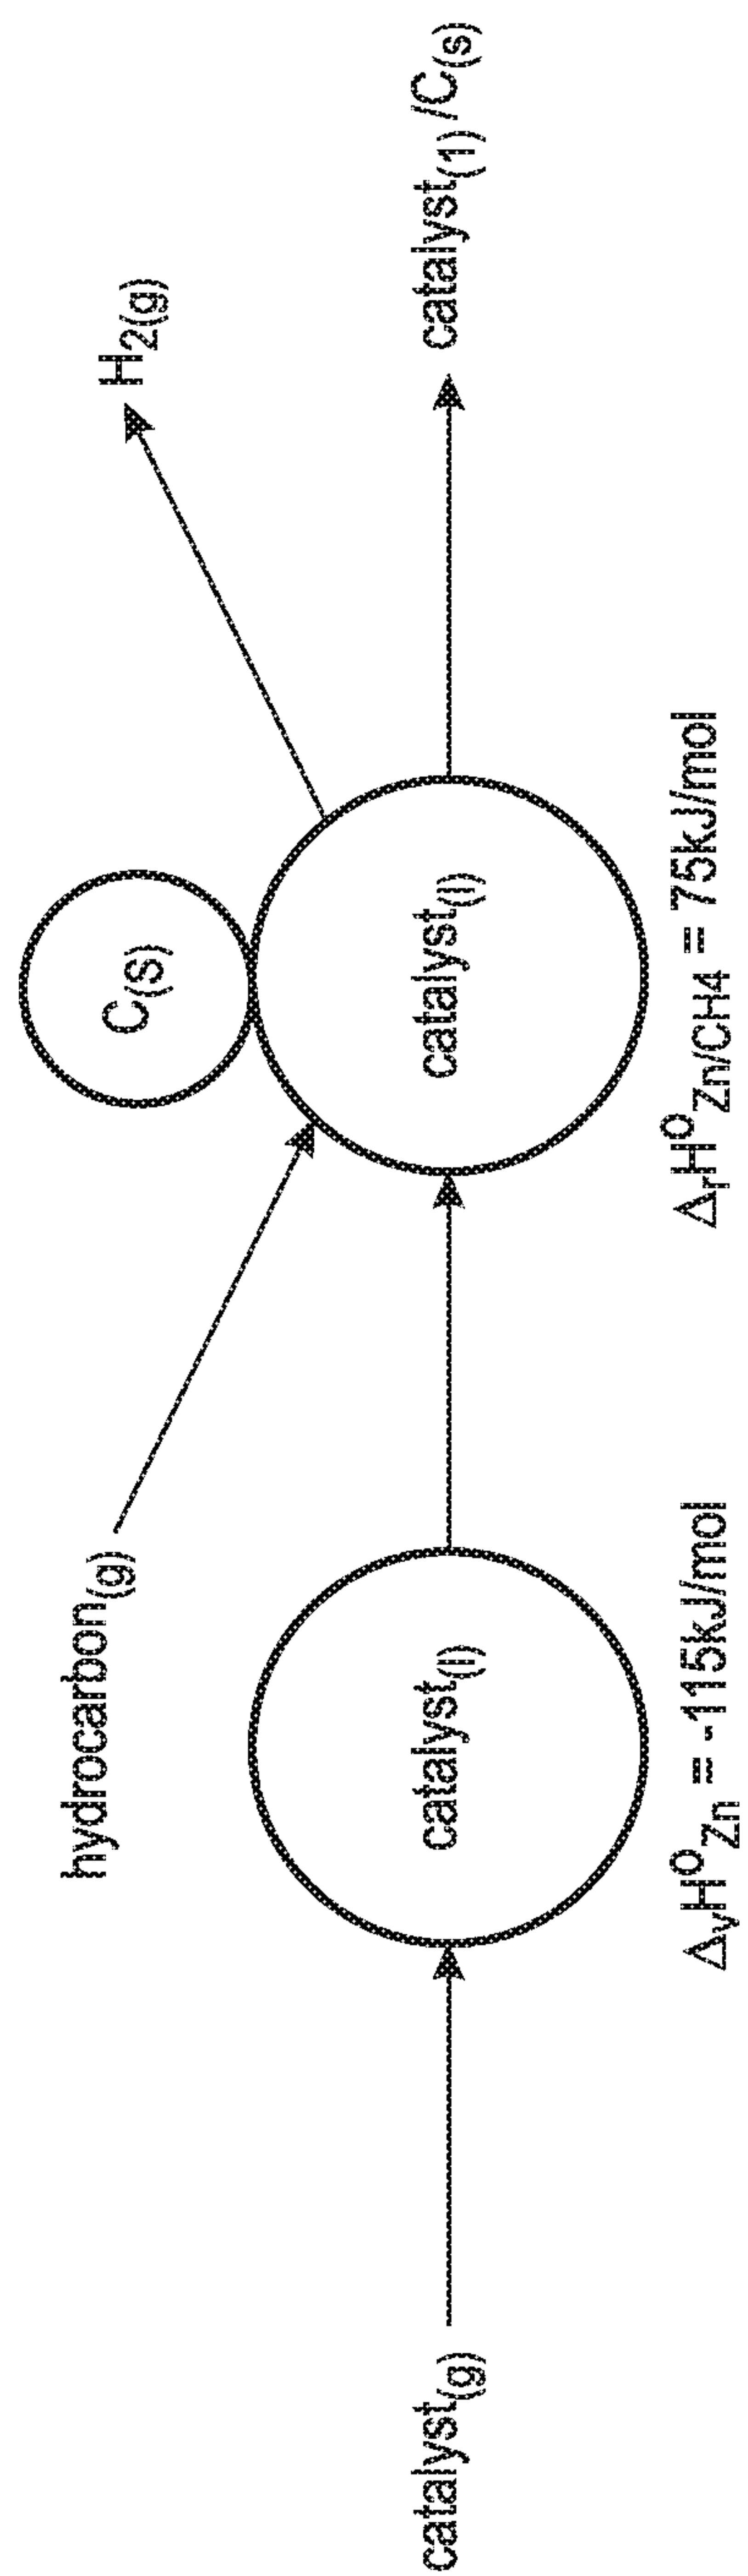 hydrocarbon(g)
H2(g)
C(S)
catalyst(g)
catalyst(l)
catalyst(l)
catalyst(1)/C(s)
ΔvHoZn = -115kJ/mol
ΔrHoZn/CH4 = 75kJ/mol